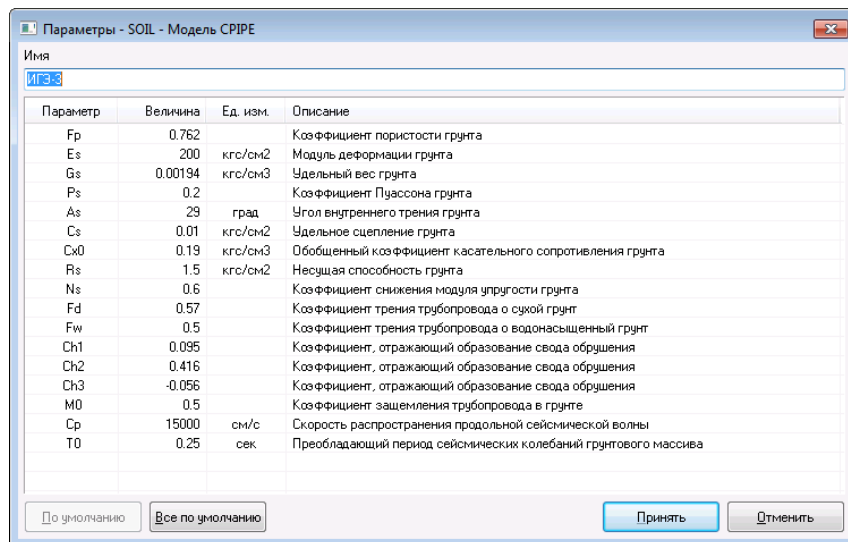 Параметры - SOIL - Модель CPIPE
Имя
ИГЭ-3
Параметр Величина Ед. изм. Описание
Fp 0.762 Коэффициент пористости грунта
Es 200 кгс/см2 Модуль деформации грунта
Gs 0.00194 кгс/см3 Удельный вес грунта
Ps 0.2 Коэффициент Пуассона грунта
As 29 град Угол внутреннего трения грунта
Cs 0.01 кгс/см2 Удельное сцепление грунта
Cx0 0.19 кгс/см3 Обобщенный коэффициент касательного сопротивления грунта
Rs 1.5 кгс/см2 Несущая способность грунта
Ns 0.6 Коэффициент снижения модуля упругости грунта
Fd 0.57 Коэффициент трения трубопровода о сухой грунт
Fw 0.5 Коэффициент трения трубопровода о водонасыщенный грунт
Ch1 0.095 Коэффициент, отражающий образование свода обрушения
Ch2 0.416 Коэффициент, отражающий образование свода обрушения
Ch3 -0.056 Коэффициент, отражающий образование свода обрушения
M0 0.5 Коэффициент защемления трубопровода в грунте
Cp 15000 см/с Скорость распространения продольной сейсмической волны
T0 0.25 сек Преобладающий период сейсмических колебаний грунтового массива
По умолчанию Все по умолчанию Принять Отменить